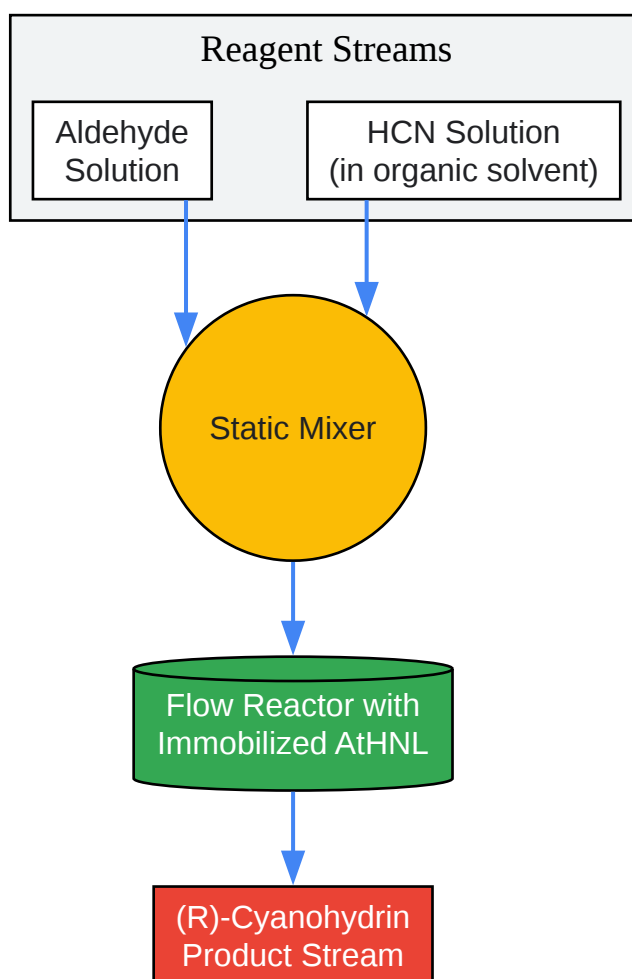 Reagent Streams
Aldehyde
Solution
HCN Solution
(in organic solvent)
Static Mixer
Flow Reactor with
Immobilized AtHNL
(R)-Cyanohydrin
Product Stream